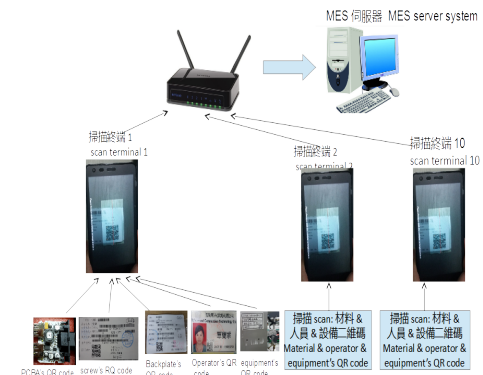 MES 伺服器 MES server system
掃描終端 1
scan terminal 1
掃描終端 2
scan terminal 2
掃描終端 10
scan terminal 10
掃描 scan: 材料 &
人員 & 設備二維碼
Material & operator &
equipment's QR code
掃描 scan: 材料 &
人員 & 設備二維碼
Material & operator &
equipment's QR code
PCBA's QR code
screw's RQ code
Backplate's
QR code
Operator's QR
code
equipment's
QR code